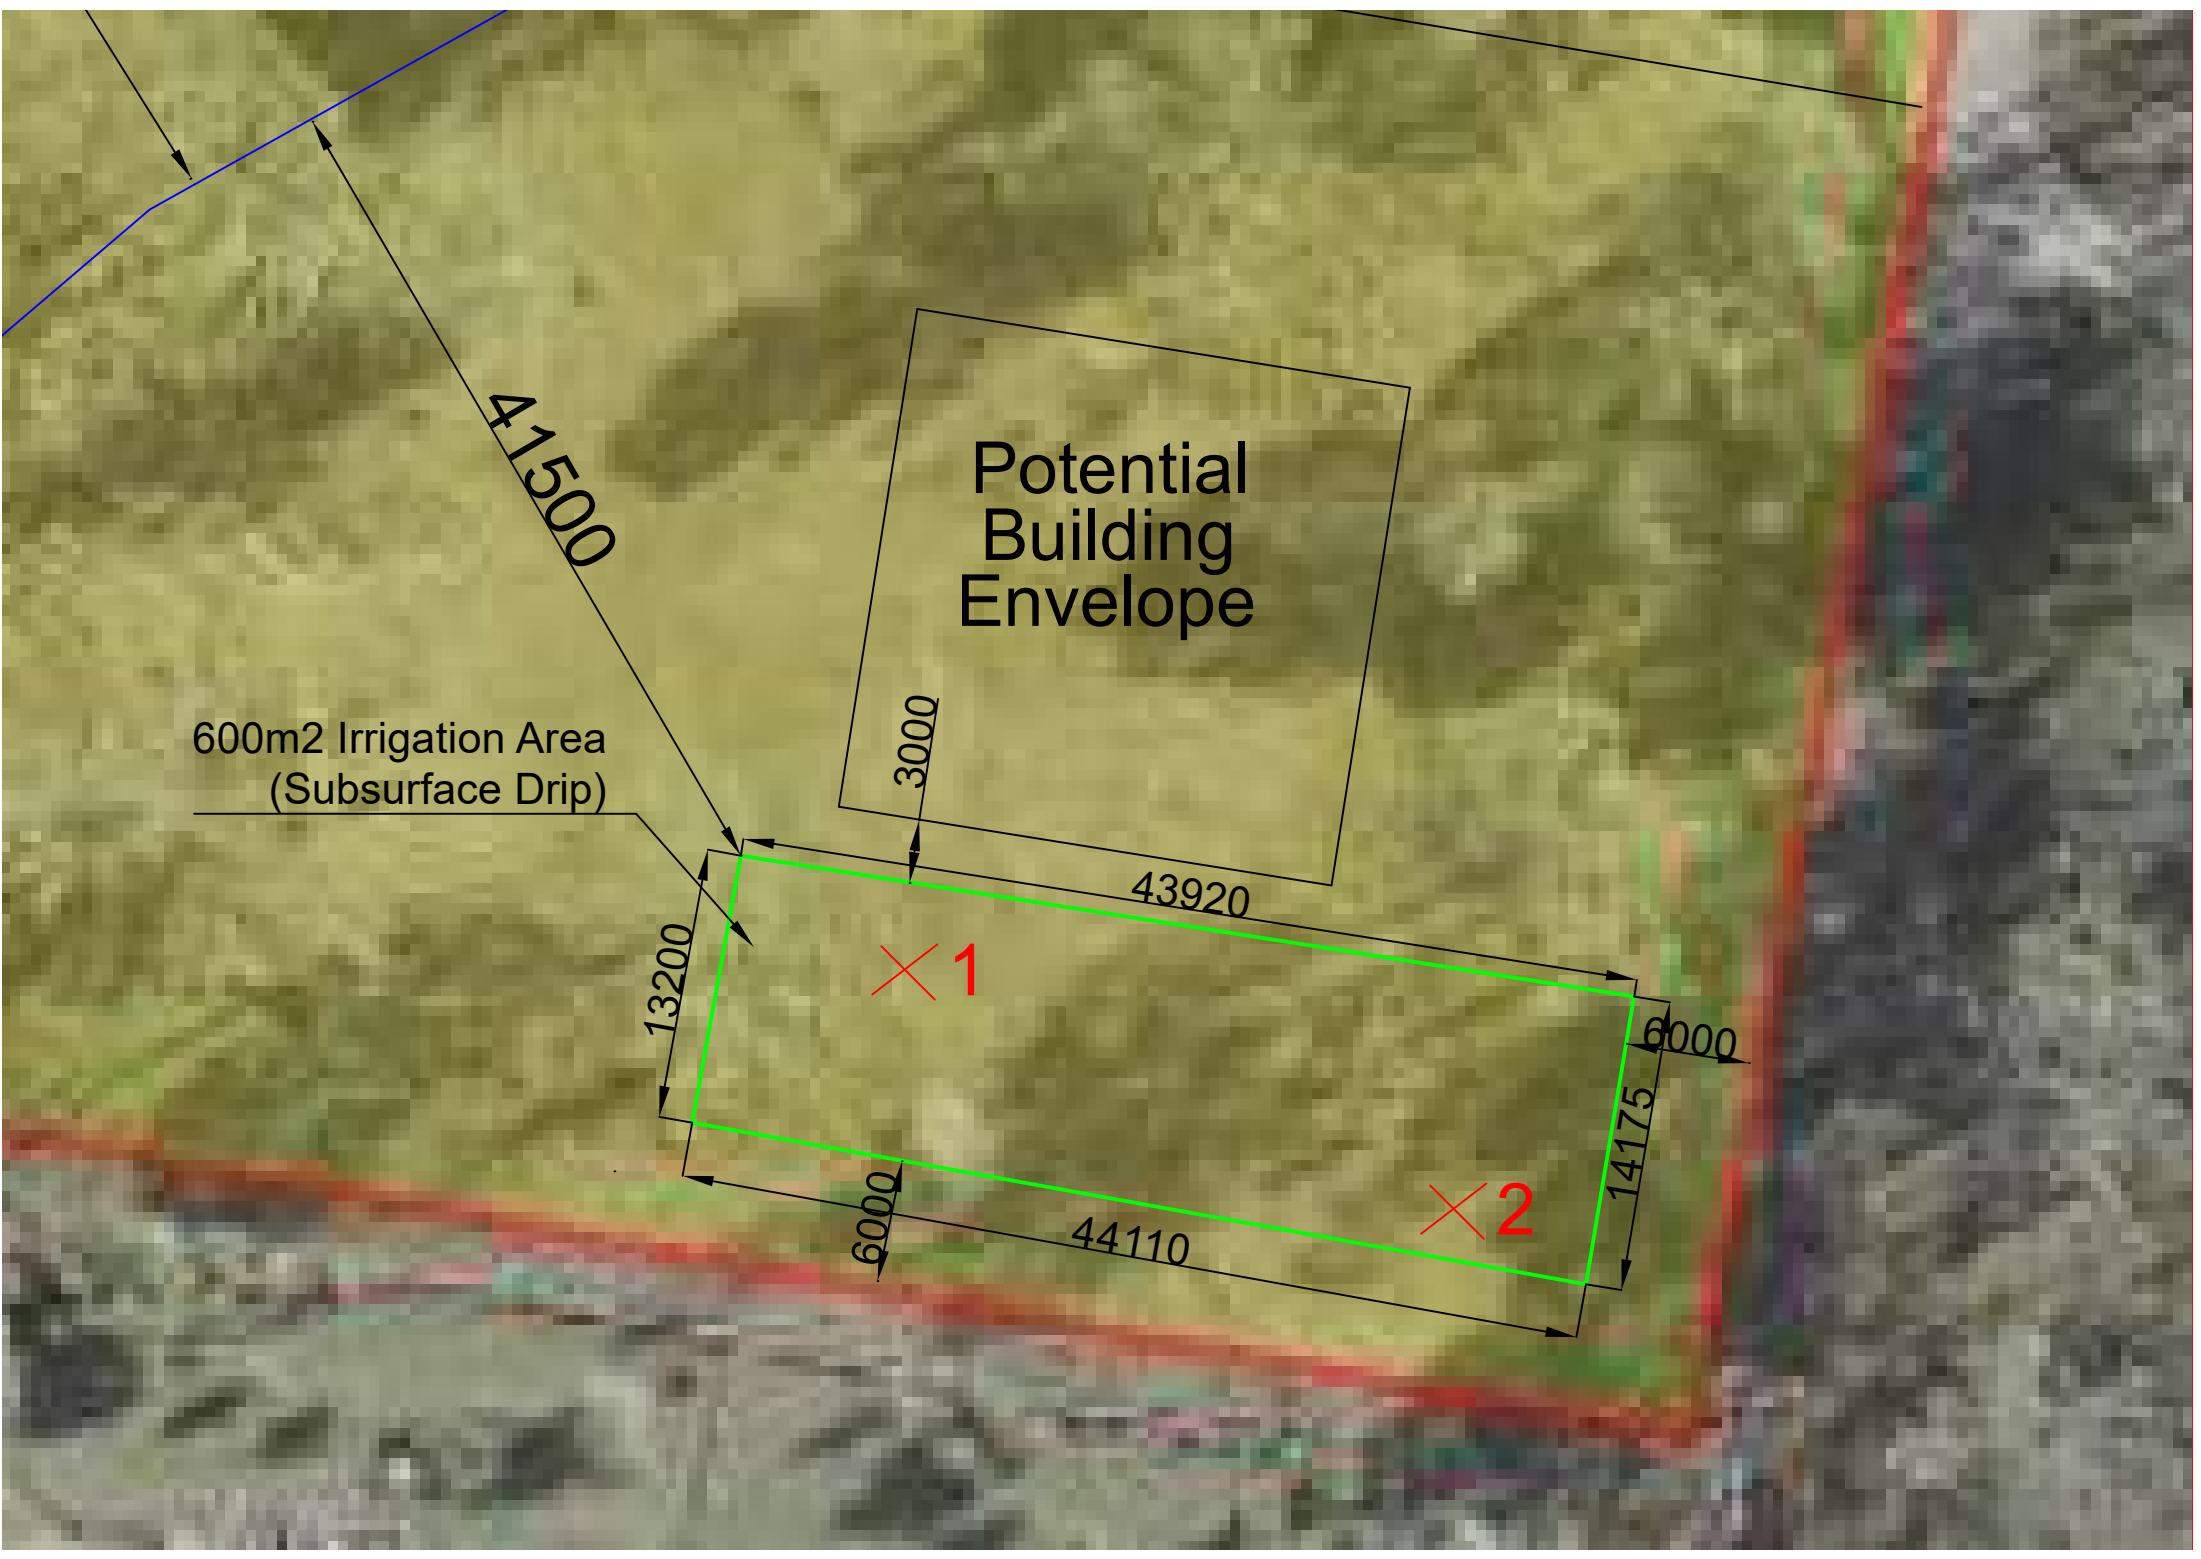 41500
Potential
Building
Envelope
3000
600m2 Irrigation Area
(Subsurface Drip)
43920
13200
1
6000
14175
2
6000
44110